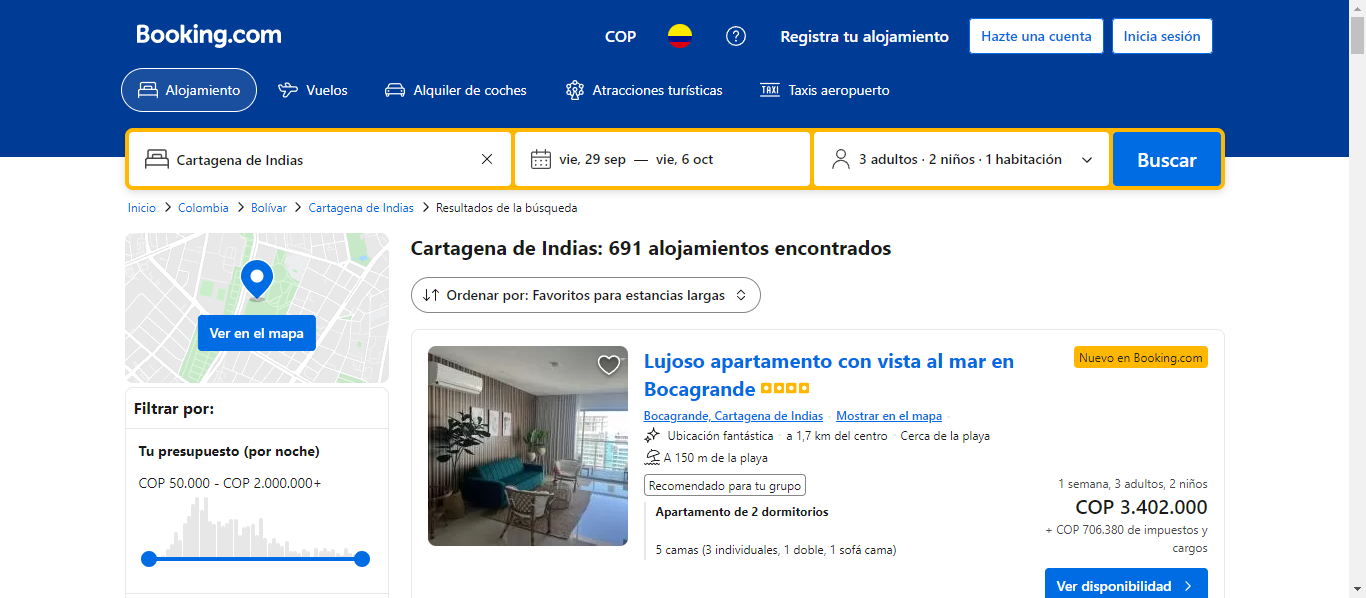 Booking.com
COP
Registra tu alojamiento
Hazte una cuenta
Inicia sesión
Alojamiento
Vuelos
Alquiler de coches
Atracciones turísticas
TAXI
Taxis aeropuerto
Cartagena de Indias
vie, 29 sep — vie, 6 oct
3 adultos · 2 niños · 1 habitación
Buscar
Inicio > Colombia > Bolívar > Cartagena de Indias > Resultados de la búsqueda
Ver en el mapa
Filtrar por:
Tu presupuesto (por noche)
COP 50.000 - COP 2.000.000+
Cartagena de Indias: 691 alojamientos encontrados
Ordenar por: Favoritos para estancias largas
Lujoso apartamento con vista al mar en
Bocagrande
Nuevo en Booking.com
Bocagrande, Cartagena de Indias · Mostrar en el mapa ·
Ubicación fantástica · a 1,7 km del centro · Cerca de la playa
A 150 m de la playa
Recomendado para tu grupo
Apartamento de 2 dormitorios
5 camas (3 individuales, 1 doble, 1 sofá cama)
1 semana, 3 adultos, 2 niños
COP 3.402.000
+ COP 706.380 de impuestos y
cargos
Ver disponibilidad